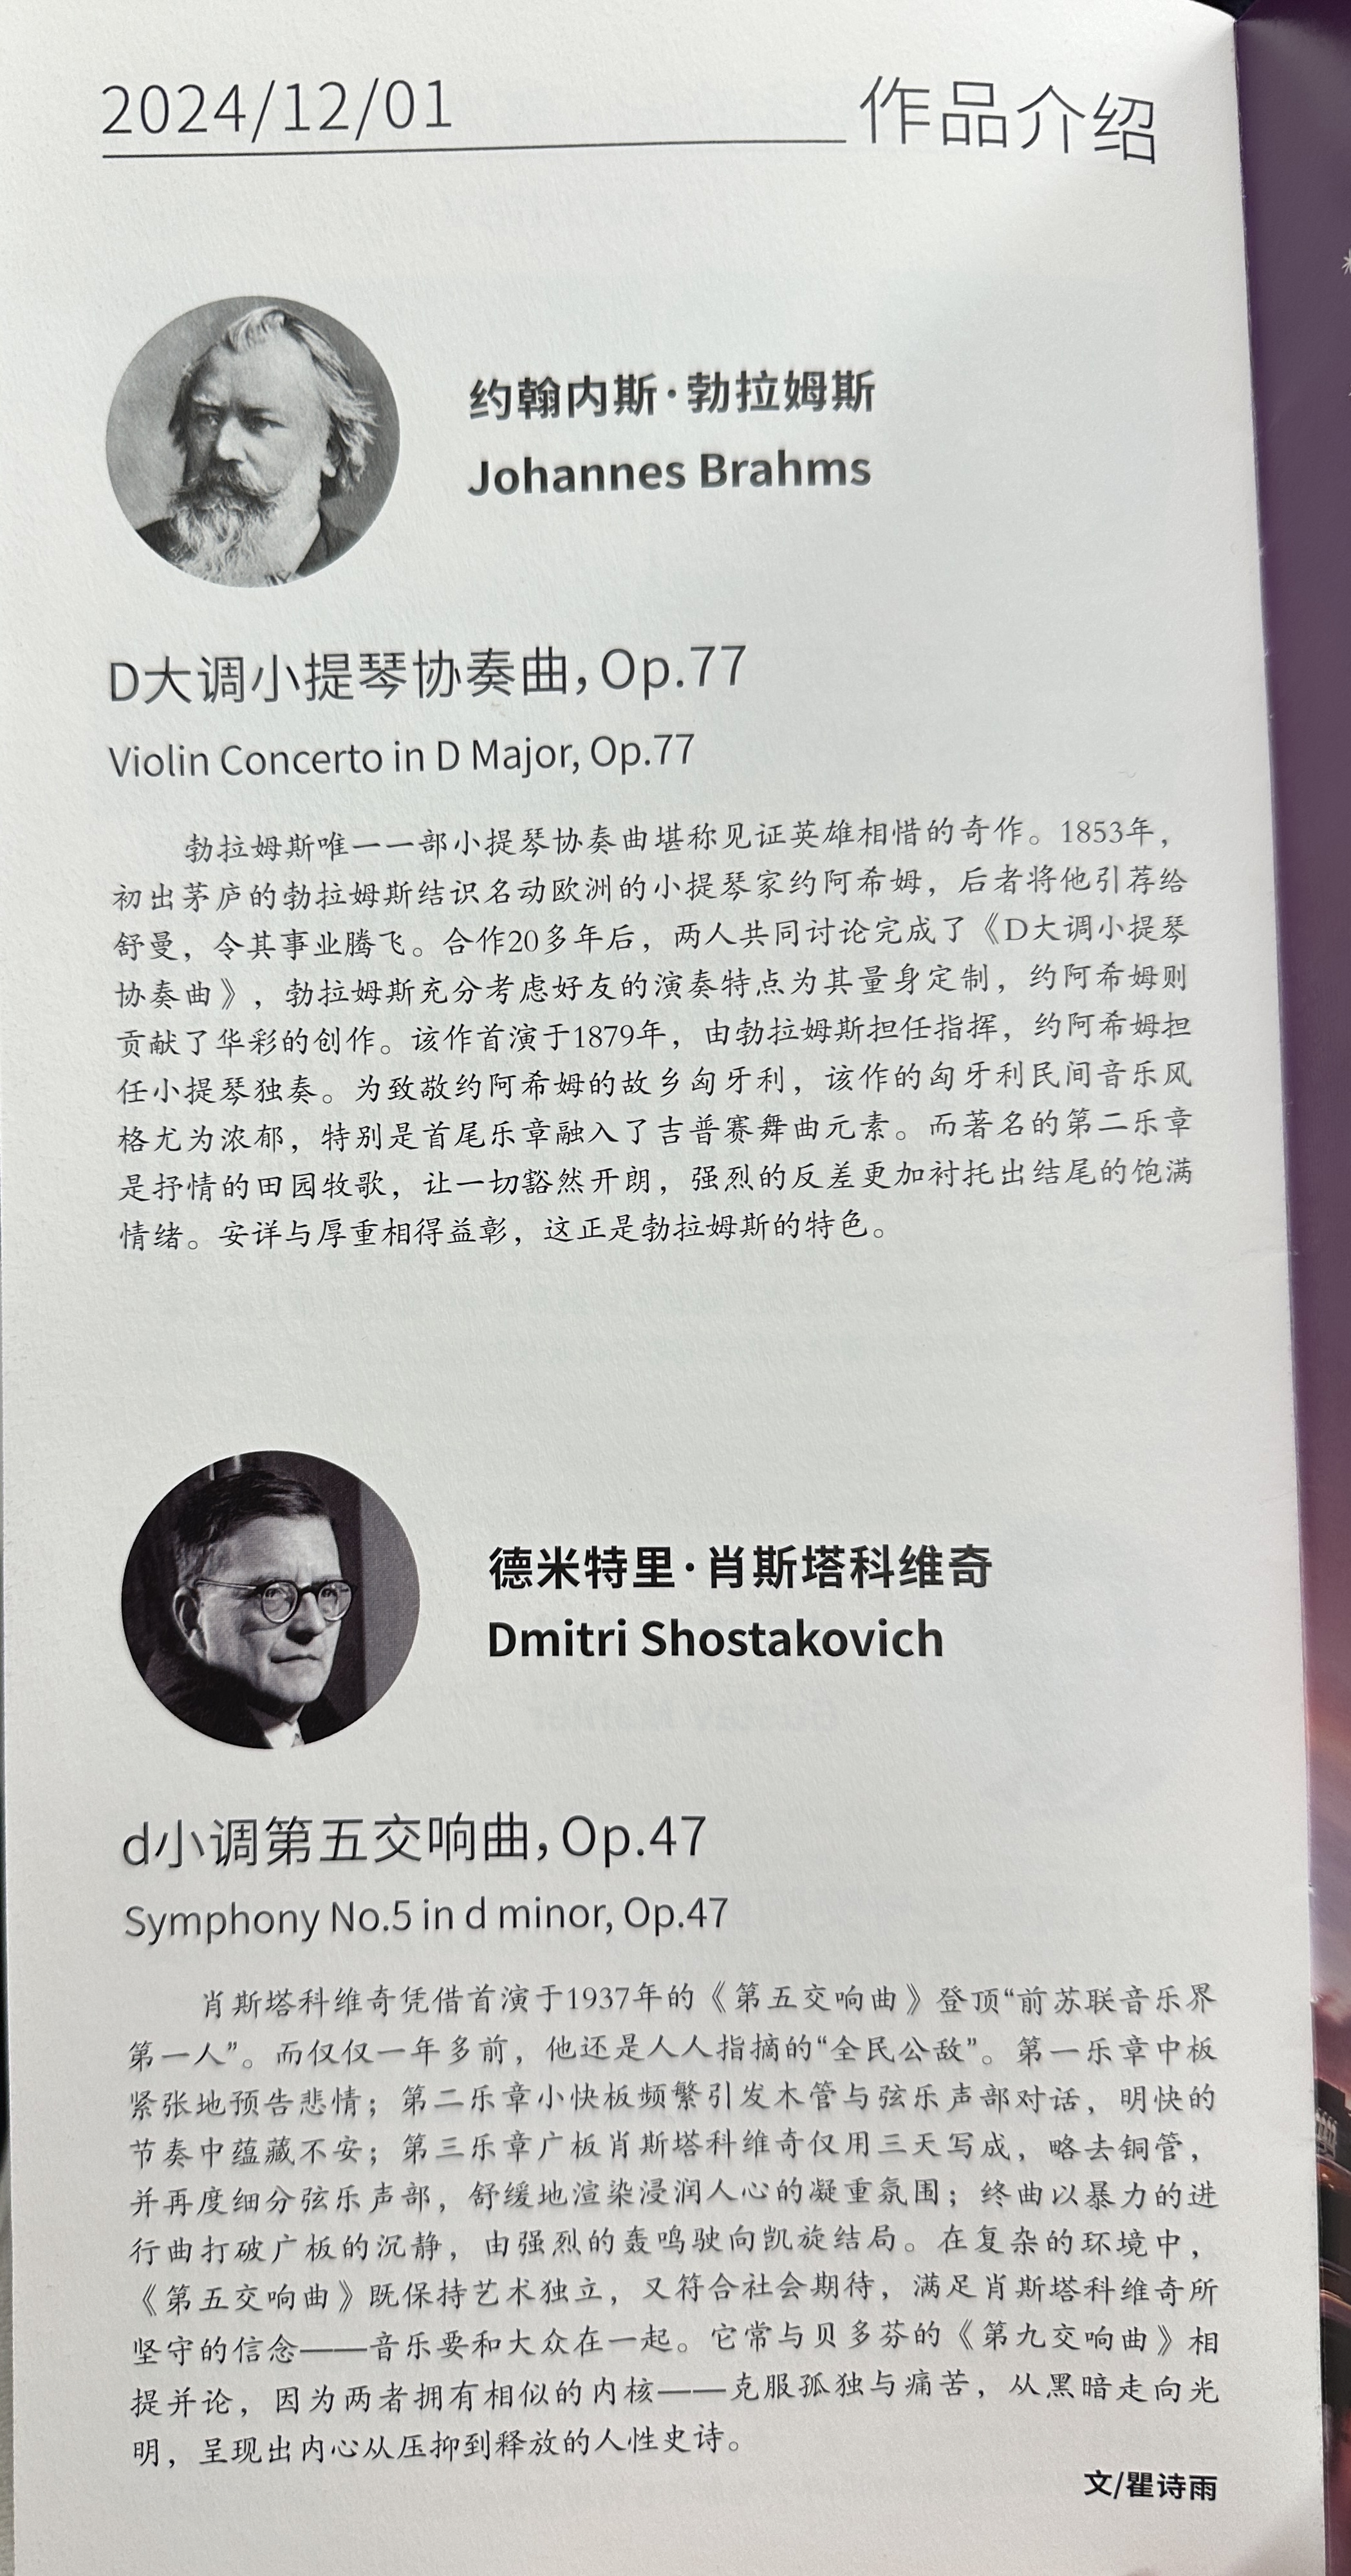 2024/12/01
作品介绍
约翰内斯·勃拉姆斯
Johannes Brahms
D大调小提琴协奏曲，Op.77
Violin Concerto in D Major, Op.77
勃拉姆斯唯一一部小提琴协奏曲堪称见证英雄相惜的奇作。1853年，
初出茅庐的勃拉姆斯结识名动欧洲的小提琴家约阿希姆，后者将他引荐给
舒曼，令其事业腾飞。合作20多年后，两人共同讨论完成了《D大调小提琴
协奏曲》，勃拉姆斯充分考虑好友的演奏特点为其量身定制，约阿希姆则
贡献了华彩的创作。该作首演于1879年，由勃拉姆斯担任指挥，约阿希姆担
任小提琴独奏。为致敬约阿希姆的故乡匈牙利，该作的匈牙利民间音乐风
格尤为浓郁，特别是首尾乐章融入了吉普赛舞曲元素。而著名的第二乐章
是抒情的田园牧歌，让一切豁然开朗，强烈的反差更加衬托出结尾的饱满
情绪。安详与厚重相得益彰，这正是勃拉姆斯的特色。
德米特里·肖斯塔科维奇
Dmitri Shostakovich
d小调第五交响曲，Op.47
Symphony No.5 in d minor, Op.47
肖斯塔科维奇凭借首演于1937年的《第五交响曲》登顶“前苏联音乐界
第一人”。而仅仅一年多前，他还是人人指摘的“全民公敌”。第一乐章中板
紧张地预告悲情；第二乐章小快板频繁引发木管与弦乐声部对话，明快的
节奏中蕴藏不安；第三乐章广板肖斯塔科维奇仅用三天写成，略去铜管，
并再度细分弦乐声部，舒缓地渲染浸润人心的凝重氛围；终曲以暴力的进
行曲打破广板的沉静，由强烈的轰鸣驶向凯旋结局。在复杂的环境中，
《第五交响曲》既保持艺术独立，又符合社会期待，满足肖斯塔科维奇所
坚守的信念——音乐要和大众在一起。它常与贝多芬的《第九交响曲》相
提并论，因为两者拥有相似的内核——克服孤独与痛苦，从黑暗走向光
明，呈现出内心从压抑到释放的人性史诗。
文/瞿诗雨